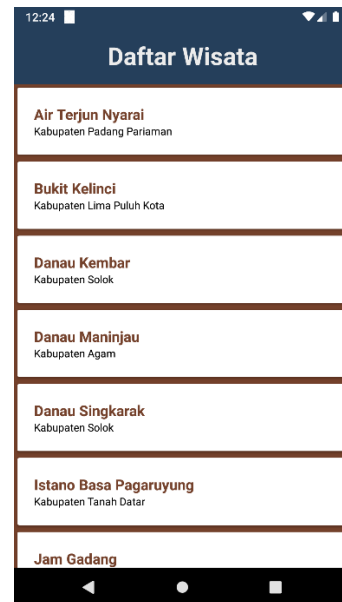 12:24
Daftar Wisata
Air Terjun Nyarai
Kabupaten Padang Pariaman
Bukit Kelinci
Kabupaten Lima Puluh Kota
Danau Kembar
Kabupaten Solok
Danau Maninjau
Kabupaten Agam
Danau Singkarak
Kabupaten Solok
Istano Basa Pagaruyung
Kabupaten Tanah Datar
Jam Gadang